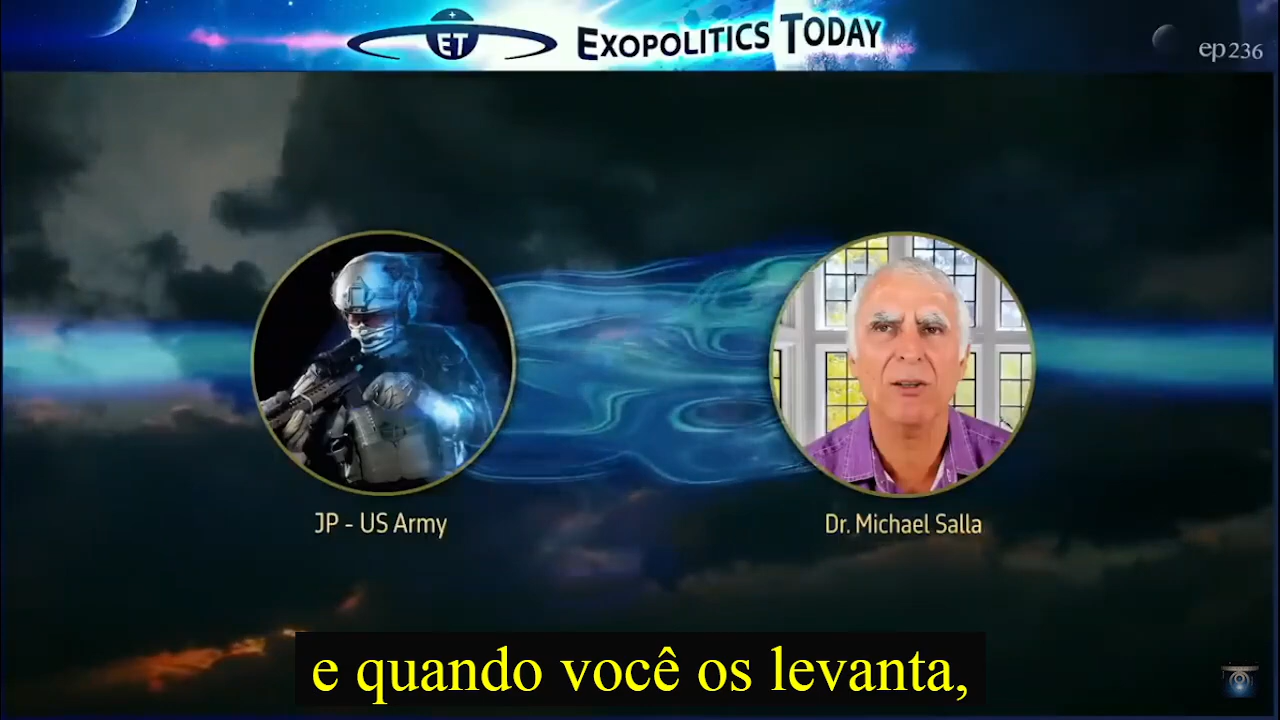 ET EXOPOLITICS TODAY
ep236
JP - US Army
Dr. Michael Salla
e quando você os levanta,